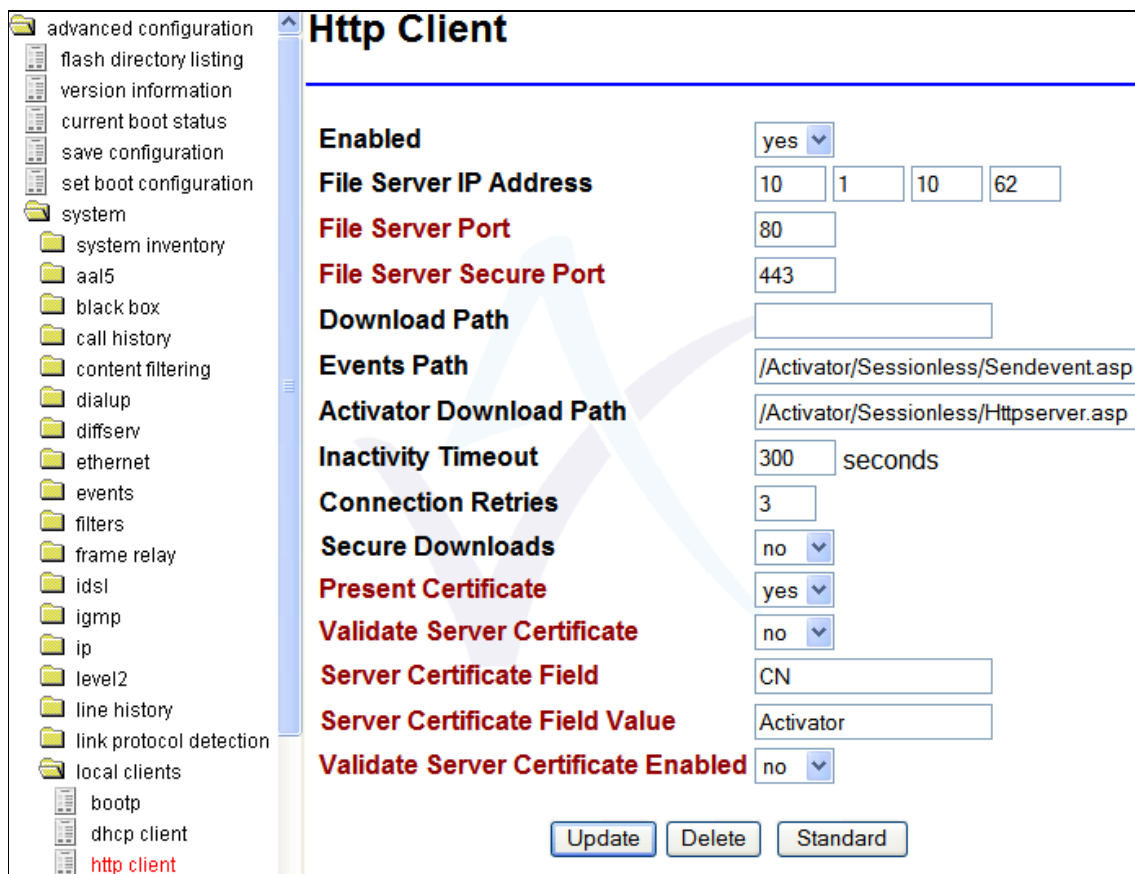 advanced configuration
flash directory listing
version information
current boot status
save configuration
set boot configuration
system
system inventory
aal5
black box
call history
content filtering
dialup
diffserv
ethernet
events
filters
frame relay
idsl
igmp
ip
level2
line history
link protocol detection
local clients
bootp
dhcp client
http client
Http Client
Enabled yes
File Server IP Address 10 1 10 62
File Server Port 80
File Server Secure Port 443
Download Path
Events Path /Activator/Sessionless/Sendevent.asp
Activator Download Path /Activator/Sessionless/Httpserver.asp
Inactivity Timeout 300 seconds
Connection Retries 3
Secure Downloads no
Present Certificate yes
Validate Server Certificate no
Server Certificate Field CN
Server Certificate Field Value Activator
Validate Server Certificate Enabled no
Update Delete Standard